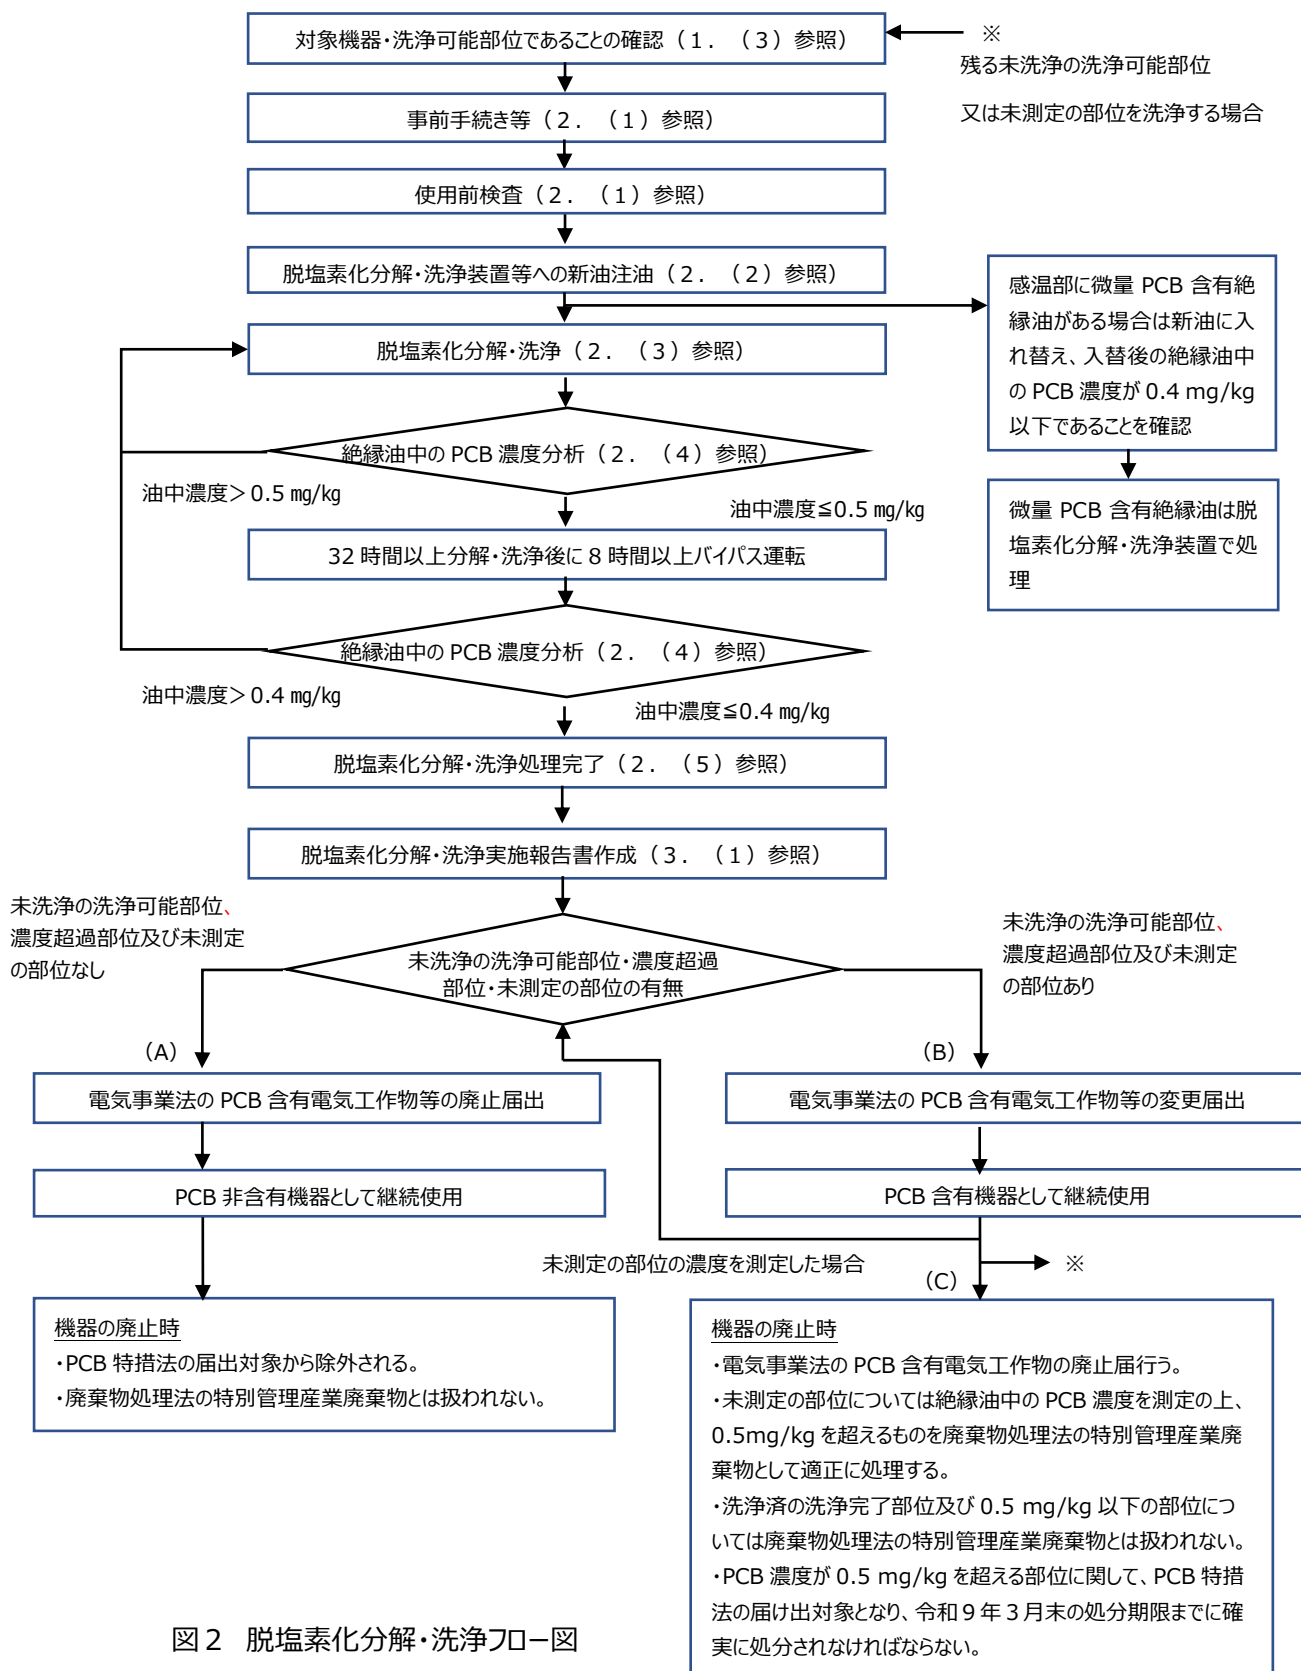 対象機器・洗浄可能部位であることの確認（１．（３）参照）
※
残る未洗浄の洗浄可能部位
又は未測定の部位を洗浄する場合
事前手続き等（２．（１）参照）
使用前検査（２．（１）参照）
脱塩素化分解・洗浄装置等への新油注油（２．（２）参照）
感温部に微量 PCB 含有絶
縁油がある場合は新油に入
れ替え、入替後の絶縁油中
の PCB 濃度が 0.4 mg/kg
以下であることを確認
脱塩素化分解・洗浄（２．（３）参照）
絶縁油中の PCB 濃度分析（２．（４）参照）
油中濃度＞0.5 ㎎/㎏
油中濃度≦0.5 ㎎/㎏
微量 PCB 含有絶縁油は脱
塩素化分解・洗浄装置で処
理
32 時間以上分解・洗浄後に 8 時間以上バイパス運転
絶縁油中の PCB 濃度分析（２．（４）参照）
油中濃度＞0.4 ㎎/㎏
油中濃度≦0.4 ㎎/㎏
脱塩素化分解・洗浄処理完了（２．（５）参照）
脱塩素化分解・洗浄実施報告書作成（３．（１）参照）
未洗浄の洗浄可能部位、
濃度超過部位及び未測定
の部位なし
未洗浄の洗浄可能部位、
濃度超過部位及び未測定
の部位あり
未洗浄の洗浄可能部位・濃度超過
部位・未測定の部位の有無
（A）
（B）
電気事業法の PCB 含有電気工作物等の廃止届出
電気事業法の PCB 含有電気工作物等の変更届出
PCB 非含有機器として継続使用
PCB 含有機器として継続使用
未測定の部位の濃度を測定した場合
※
（C）
機器の廃止時
・PCB 特措法の届出対象から除外される。
・廃棄物処理法の特別管理産業廃棄物とは扱われない。
機器の廃止時
・電気事業法の PCB 含有電気工作物の廃止届行う。
・未測定の部位については絶縁油中の PCB 濃度を測定の上、
0.5mg/kg を超えるものを廃棄物処理法の特別管理産業廃
棄物として適正に処理する。
・洗浄済の洗浄完了部位及び 0.5 mg/kg 以下の部位につ
いては廃棄物処理法の特別管理産業廃棄物とは扱われない。
・PCB 濃度が 0.5 mg/kg を超える部位に関して、PCB 特措
法の届け出対象となり、令和９年３月末の処分期限までに確
実に処分されなければならない。
図２　脱塩素化分解・洗浄フロー図